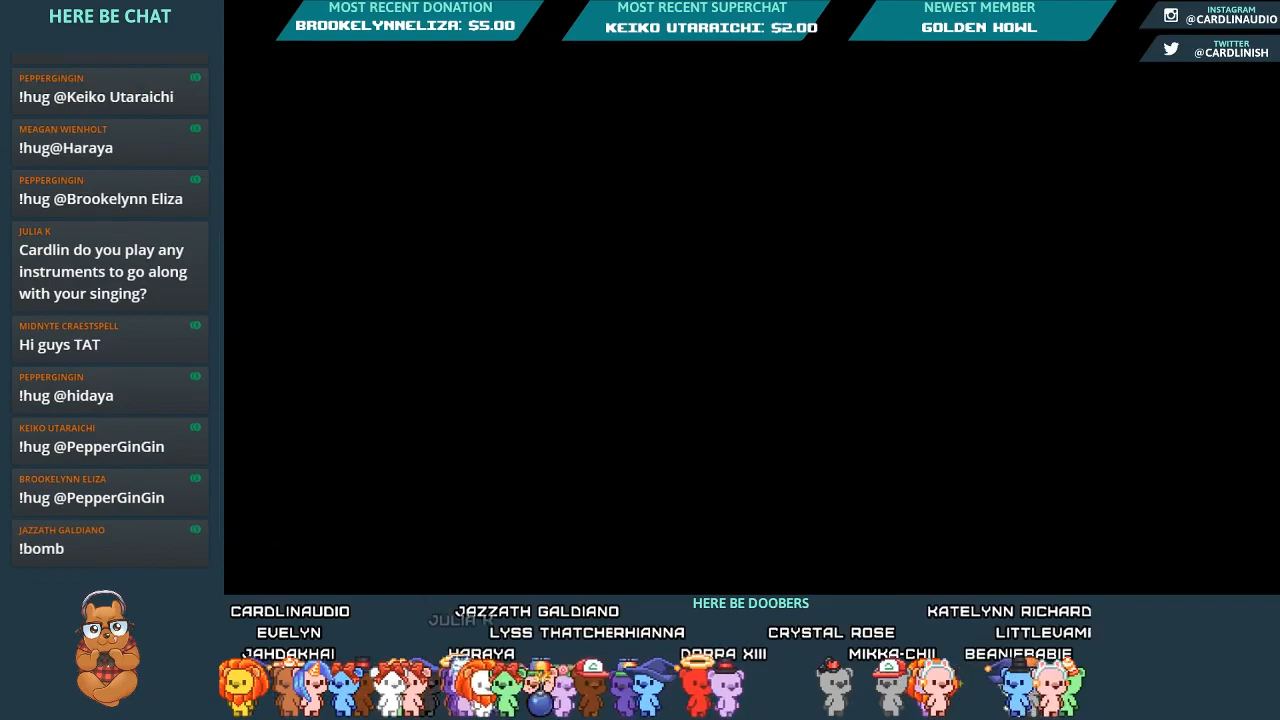 HERE BE CHAT
MOST RECENT DONATION
BROOKELYNNELIZA: $5.00
MOST RECENT SUPERCHAT
KEIKO UTARAICHI: $2.00
NEWEST MEMBER
GOLDEN HOWL
INSTAGRAM
@CARDLINAUDIO
TWITTER
@CARDLINISH
PEPPERGINGIN
!hug @Keiko Utaraichi
MEAGAN WIENHOLT
!hug@Haraya
PEPPERGINGIN
!hug @Brookelynn Eliza
JULIA K
Cardlin do you play any
instruments to go along
with your singing?
MIDNYTE CRAESTSPELL
Hi guys TAT
PEPPERGINGIN
!hug @hidaya
KEIKO UTARAICHI
!hug @PepperGinGin
BROOKELYNN ELIZA
!hug @PepperGinGin
JAZZATH GALDIANO
!bomb
HERE BE DOOBERS
CARDLINAUDIO
JULIA K
JAZZATH GALDIANO
KATELYNN RICHARD
EVELYN
LYSS THATCHERHIANNA
CRYSTAL ROSE
LITTLEVAMI
JAHDAKHAI
HARAYA
DORRA XIII
MIKKA-CHII
BEANIEBABIE